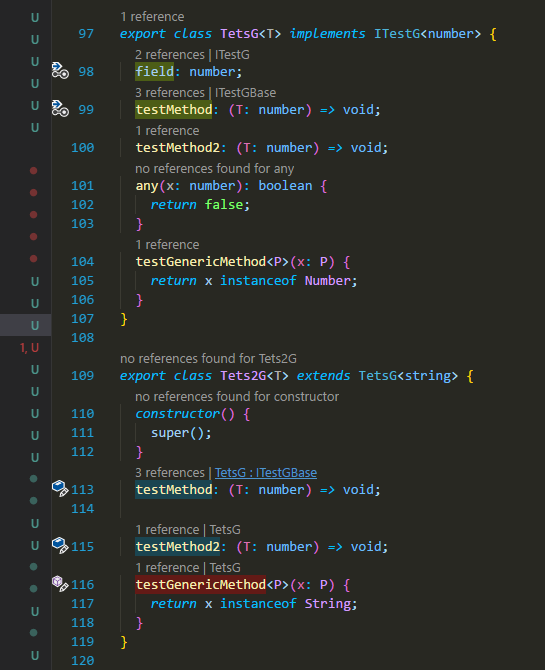 1 reference
97 export class TetsG<T> implements ITestG<number> {
2 references | ITestG
98 field: number;
3 references | ITestGBase
99 testMethod: (T: number) => void;
1 reference
100 testMethod2: (T: number) => void;
no references found for any
101 any(x: number): boolean {
102 return false;
103 }
1 reference
104 testGenericMethod<P>(x: P) {
105 return x instanceof Number;
106 }
107 }
108
no references found for Tets2G
109 export class Tets2G<T> extends TetsG<string> {
no references found for constructor
110 constructor() {
111 super();
112 }
3 references | TetsG : ITestGBase
113 testMethod: (T: number) => void;
114
1 reference | TetsG
115 testMethod2: (T: number) => void;
1 reference | TetsG
116 testGenericMethod<P>(x: P) {
117 return x instanceof String;
118 }
119 }
120
U
U
U
U
U
U
U
U
U
1, U
U
U
U
U
U
U
U
U
U